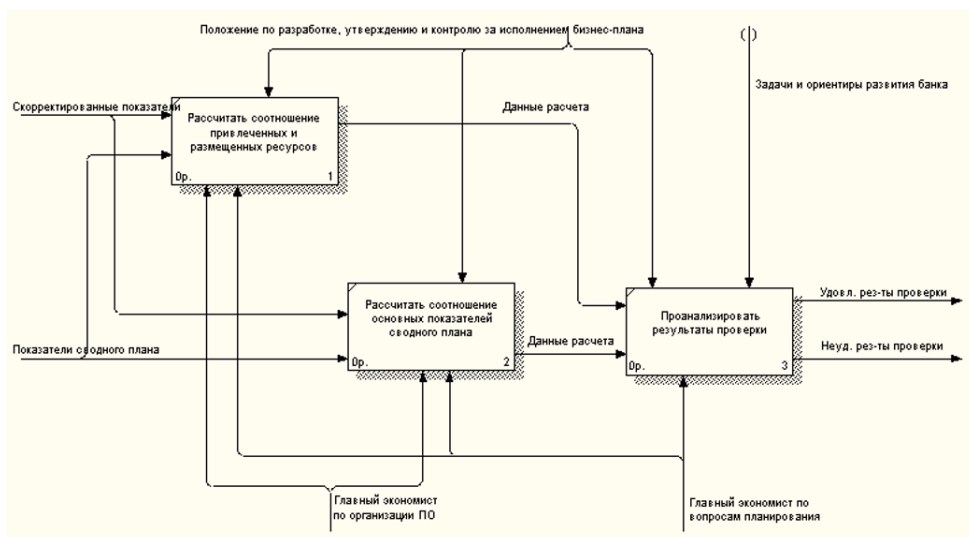 Положение по разработке, утверждению и контролю за исполнением бизнес-плана
( )
Задачи и ориентиры развития банка
Скорректированные показатели
Данные расчета
Рассчитать соотношение
привлеченных и
размещенных ресурсов
0р.
1
Рассчитать соотношение
основных показателей
сводного плана
0р.
2
Показатели сводного плана
Данные расчета
Проанализировать
результаты проверки
0р.
3
Удовл. рез-ты проверки
Неуд. рез-ты проверки
Главный экономист
по организации ПО
Главный экономист по
вопросам планирования